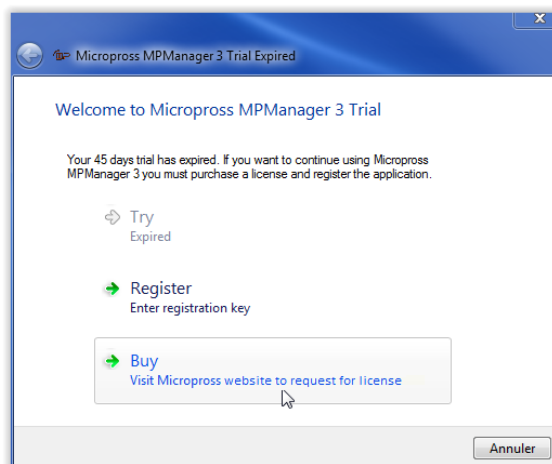 Micropross MPManager 3 Trial Expired
Welcome to Micropross MPManager 3 Trial
Your 45 days trial has expired. If you want to continue using Micropross
MPManager 3 you must purchase a license and register the application.
Try
Expired
Register
Enter registration key
Buy
Visit Micropross website to request for license
Annuler